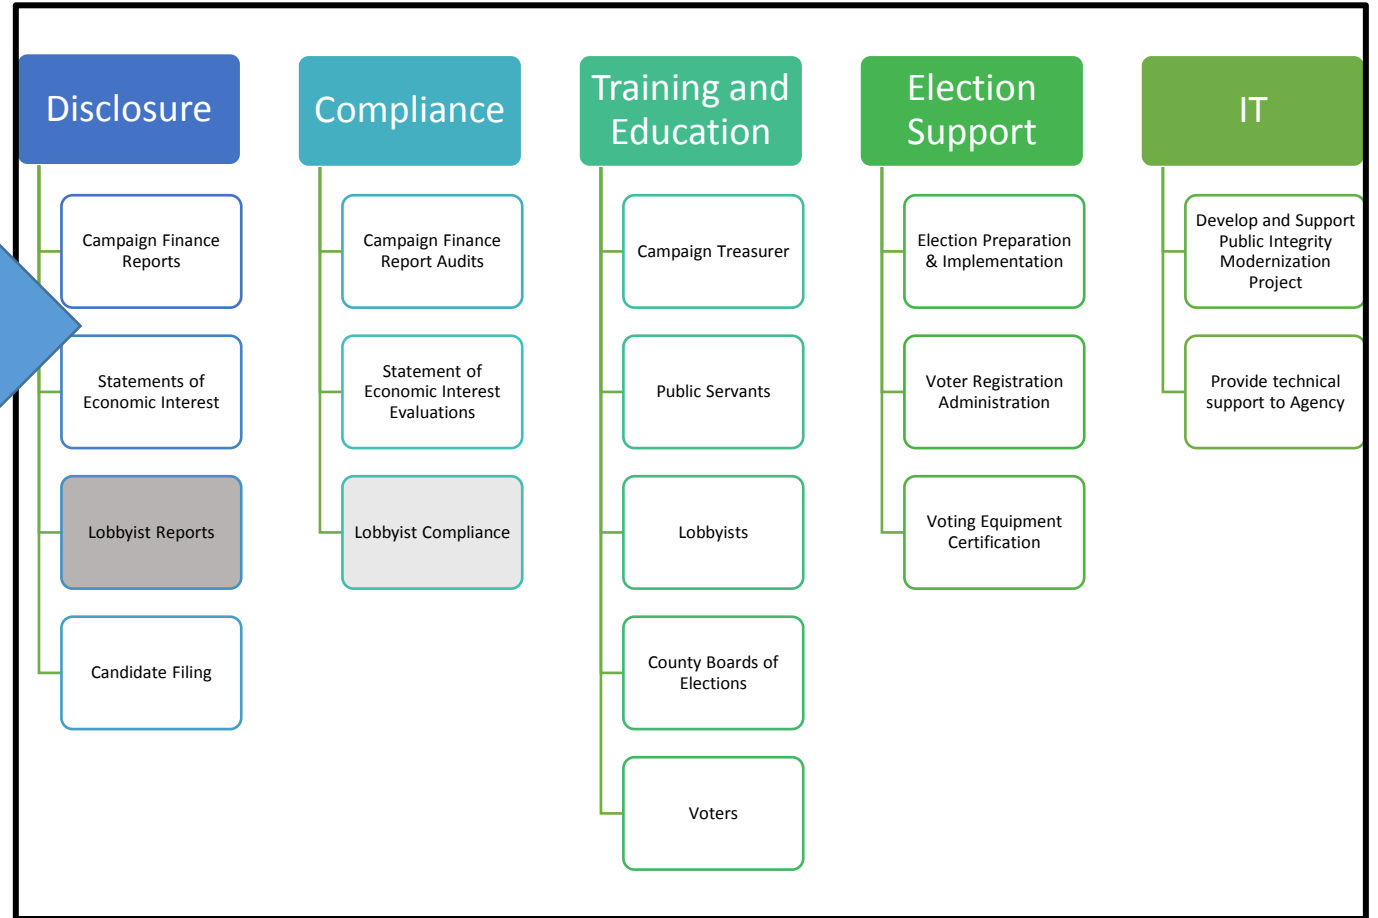 Disclosure
Campaign Finance
Reports
Statements of
Economic Interest
Lobbyist Reports
Candidate Filing
Compliance
Campaign Finance
Report Audits
Statement of
Economic Interest
Evaluations
Lobbyist Compliance
Training and
Education
Campaign Treasurer
Public Servants
Lobbyists
County Boards of
Elections
Voters
Election
Support
Election Preparation
& Implementation
Voter Registration
Administration
Voting Equipment
Certification
IT
Develop and Support
Public Integrity
Modernization
Project
Provide technical
support to Agency